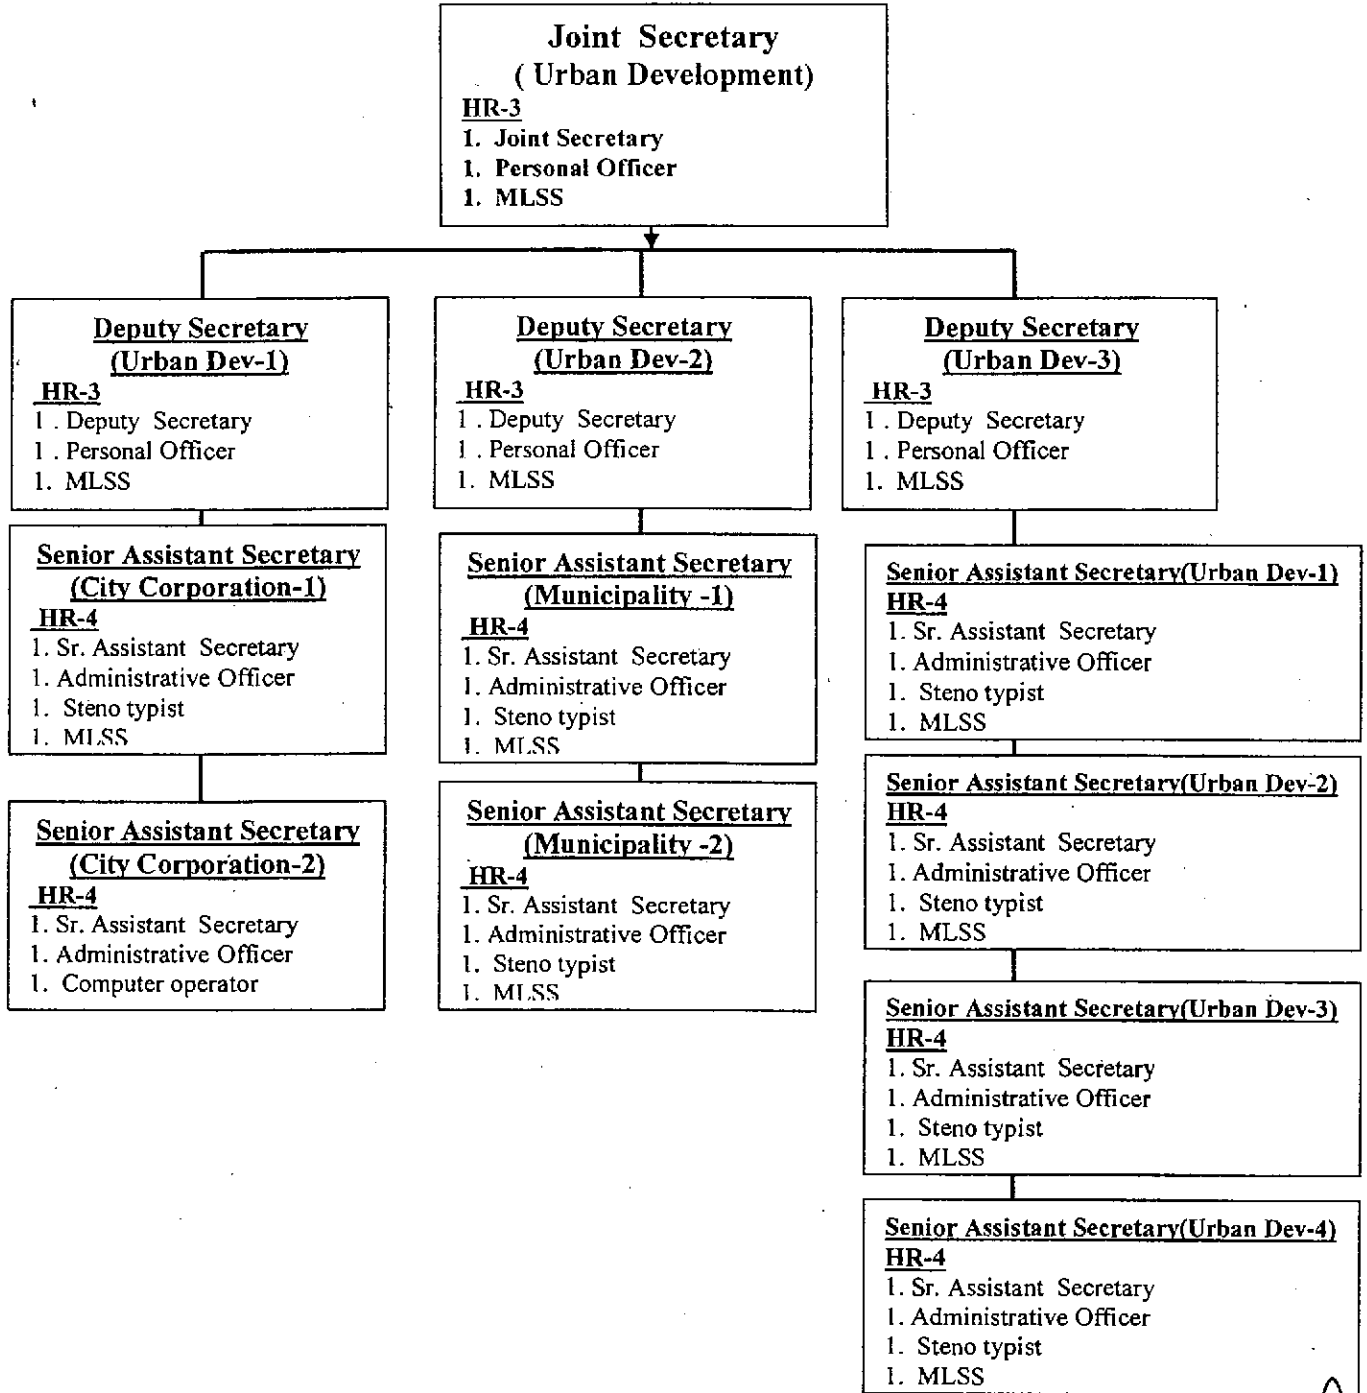 Joint Secretary
( Urban Development)
HR-3
1. Joint Secretary
1. Personal Officer
1. MLSS
Deputy Secretary
(Urban Dev-1)
HR-3
1 . Deputy Secretary
1 . Personal Officer
1. MLSS
Senior Assistant Secretary
(City Corporation-1)
HR-4
1. Sr. Assistant Secretary
1. Administrative Officer
1. Steno typist
1. MLSS
Senior Assistant Secretary
(City Corporation-2)
HR-4
1. Sr. Assistant Secretary
1. Administrative Officer
1. Computer operator
Deputy Secretary
(Urban Dev-2)
HR-3
1 . Deputy Secretary
1 . Personal Officer
1. MLSS
Senior Assistant Secretary
(Municipality -1)
HR-4
1. Sr. Assistant Secretary
1. Administrative Officer
1. Steno typist
1. MLSS
Senior Assistant Secretary
(Municipality -2)
HR-4
1. Sr. Assistant Secretary
1. Administrative Officer
1. Steno typist
1. MLSS
Deputy Secretary
(Urban Dev-3)
HR-3
1 . Deputy Secretary
1 . Personal Officer
1. MLSS
Senior Assistant Secretary(Urban Dev-1)
HR-4
1. Sr. Assistant Secretary
1. Administrative Officer
1. Steno typist
1. MLSS
Senior Assistant Secretary(Urban Dev-2)
HR-4
1. Sr. Assistant Secretary
1. Administrative Officer
1. Steno typist
1. MLSS
Senior Assistant Secretary(Urban Dev-3)
HR-4
1. Sr. Assistant Secretary
1. Administrative Officer
1. Steno typist
1. MLSS
Senior Assistant Secretary(Urban Dev-4)
HR-4
1. Sr. Assistant Secretary
1. Administrative Officer
1. Steno typist
1. MLSS